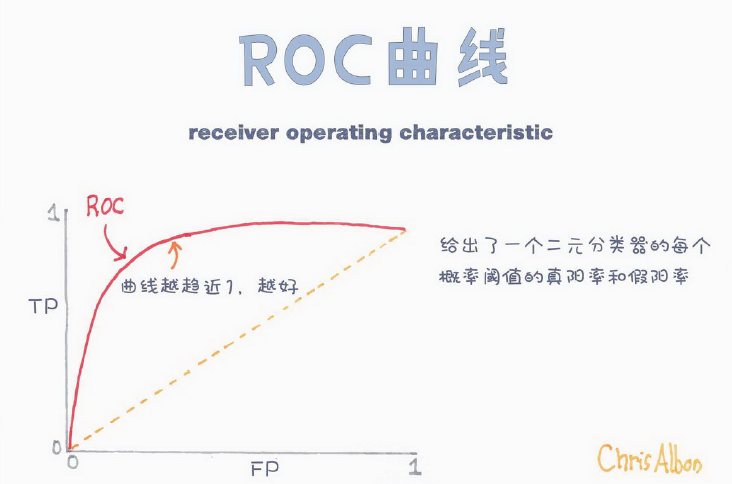 ROC曲线
receiver operating characteristic
1
ROC
给出了一个二元分类器的每个
概率阈值的真阳率和假阳率
曲线越趋近1，越好
TP
0
0
FP
1
Chris Albon